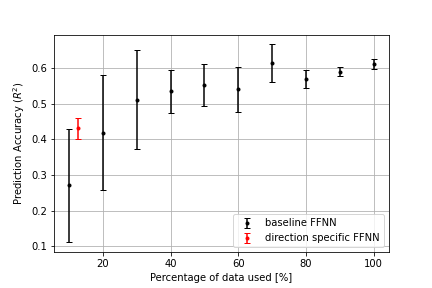 Prediction Accuracy (R²)
0.6
0.5
0.4
0.3
0.2
0.1
baseline FFNN
direction specific FFNN
20 40 60 80 100
Percentage of data used [%]